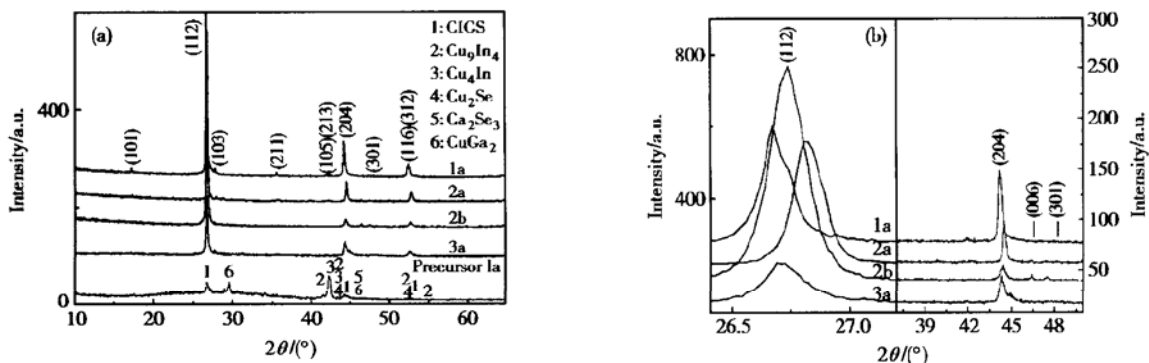 (a)
(112)
1: CIGS
2: Cu₉In₄
3: Cu₄In
4: Cu₂Se
5: Ca₂Se₃
6: CuGa₂
400
0
Intensity/a.u.
(101)
(103)
(211)
(105)(213)
(204)
(301)
(116)(312)
1a
2a
2b
3a
Precursor 1a
1 6
2 3 2
3
4 1 5
6
2
4 1 2
10 20 30 40 50 60
2θ/(°)
(b)
(112)
800
400
Intensity/a.u.
1a
2a
2b
3a
(204)
(006)
(301)
300
250
200
150
100
50
Intensity/a.u.
26.5 27.0 39 42 45 48
2θ/(°)